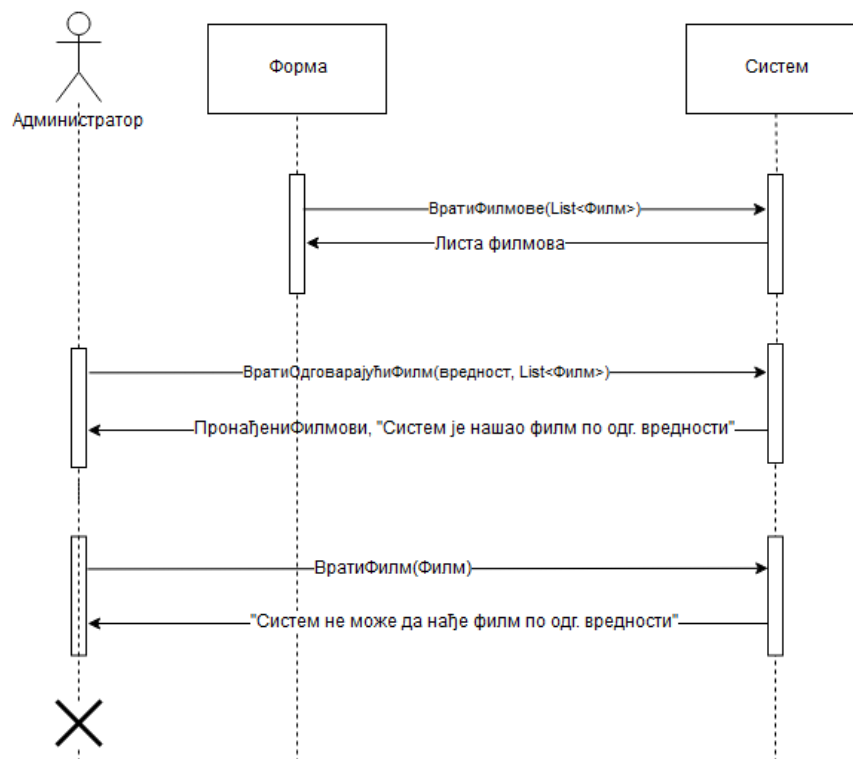 Форма
Систем
Администратор
ВратиФилмове(List<Филм>)
Листа филмова
ВратиОдговарајућиФилм(вредност, List<Филм>)
ПронађениФилмови, "Систем је нашао филм по одг. вредности"
ВратиФилм(Филм)
"Систем не може да нађе филм по одг. вредности"